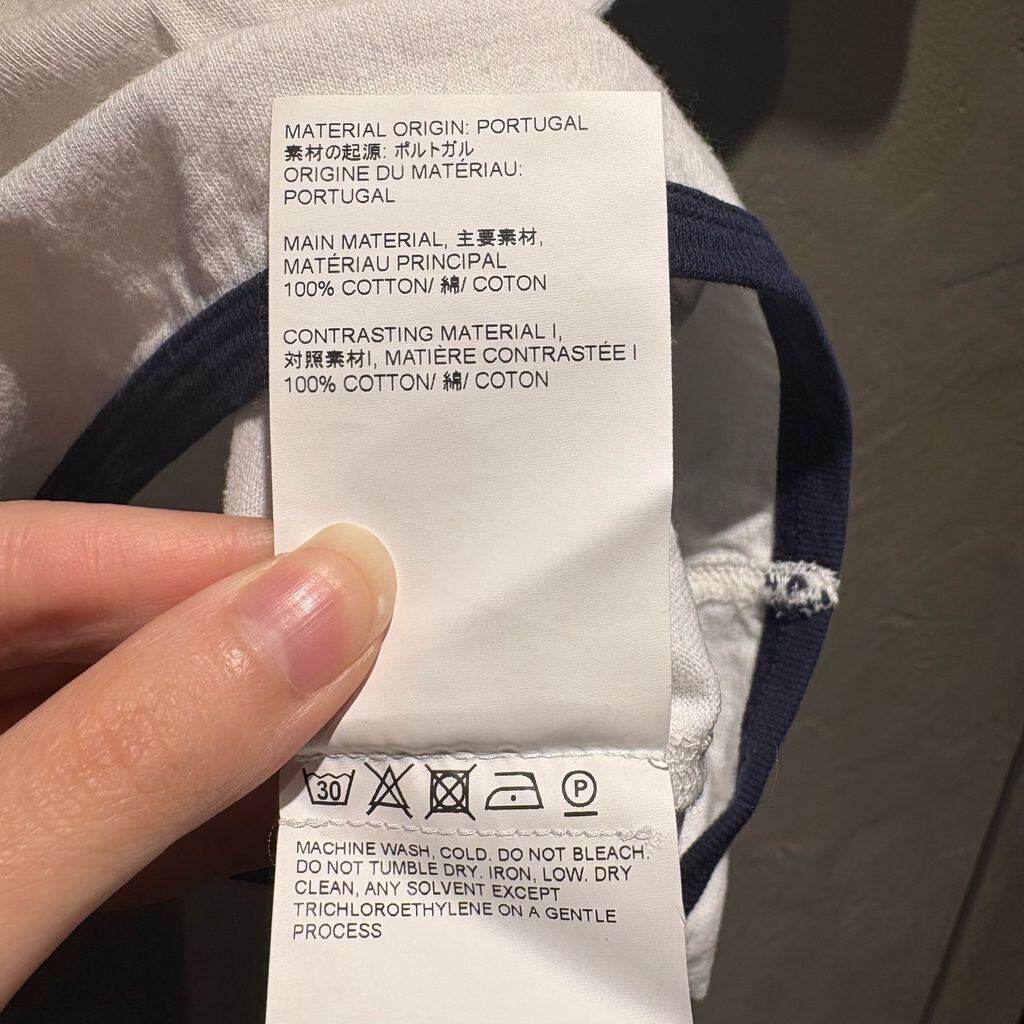 MATERIAL ORIGIN: PORTUGAL
素材の起源: ポルトガル
ORIGINE DU MATÉRIAU:
PORTUGAL
MAIN MATERIAL, 主要素材,
MATÉRIAU PRINCIPAL
100% COTTON/ 綿/ COTON
CONTRASTING MATERIAL I,
対照素材I, MATIÈRE CONTRASTÉE I
100% COTTON/ 綿/ COTON
30 P
MACHINE WASH, COLD. DO NOT BLEACH.
DO NOT TUMBLE DRY. IRON, LOW. DRY
CLEAN, ANY SOLVENT EXCEPT
TRICHLOROETHYLENE ON A GENTLE
PROCESS